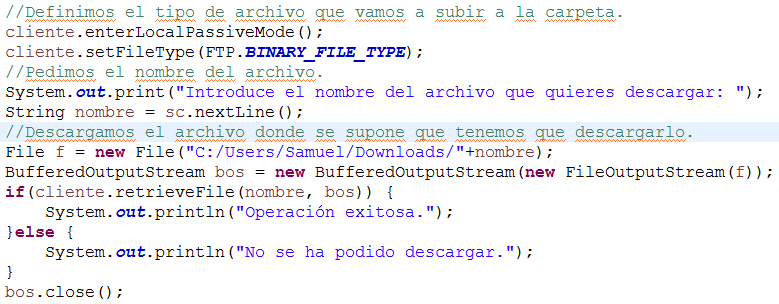 //Definimos el tipo de archivo que vamos a subir a la carpeta.
cliente.enterLocalPassiveMode();
cliente.setFileType(FTP.BINARY_FILE_TYPE);
//Pedimos el nombre del archivo.
System.out.print("Introduce el nombre del archivo que quieres descargar: ");
String nombre = sc.nextLine();
//Descargamos el archivo donde se supone que tenemos que descargarlo.
File f = new File("C:/Users/Samuel/Downloads/"+nombre);
BufferedOutputStream bos = new BufferedOutputStream(new FileOutputStream(f));
if(cliente.retrieveFile(nombre, bos)) {
    System.out.println("Operación exitosa.");
}else {
    System.out.println("No se ha podido descargar.");
}
bos.close();